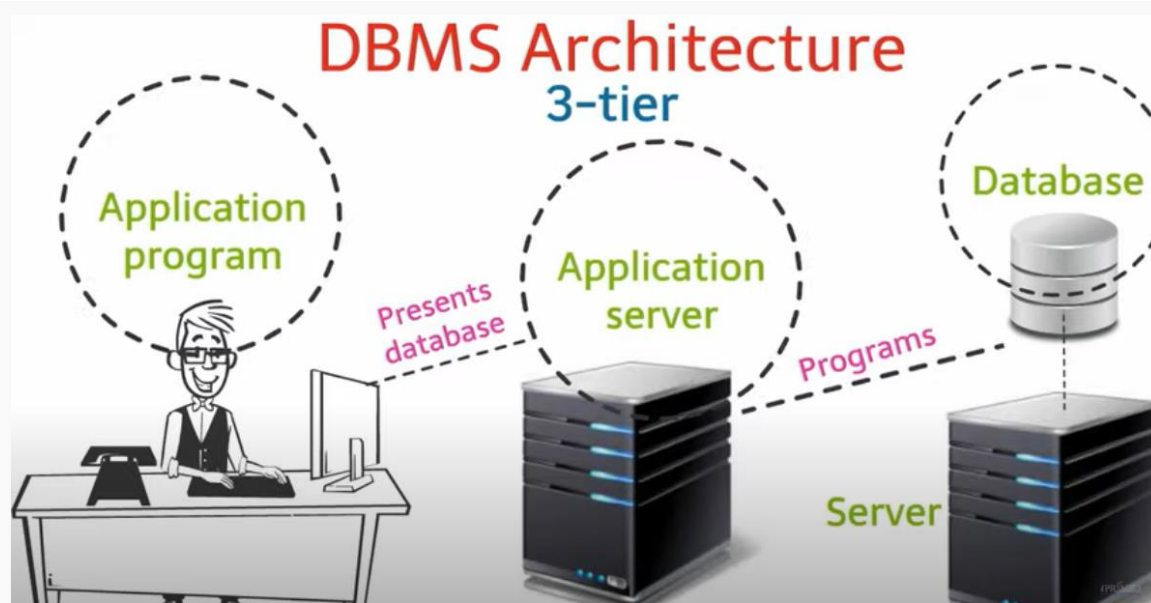 DBMS Architecture
3-tier
Application
program
Presents
database
Application
server
Programs
Database
Server